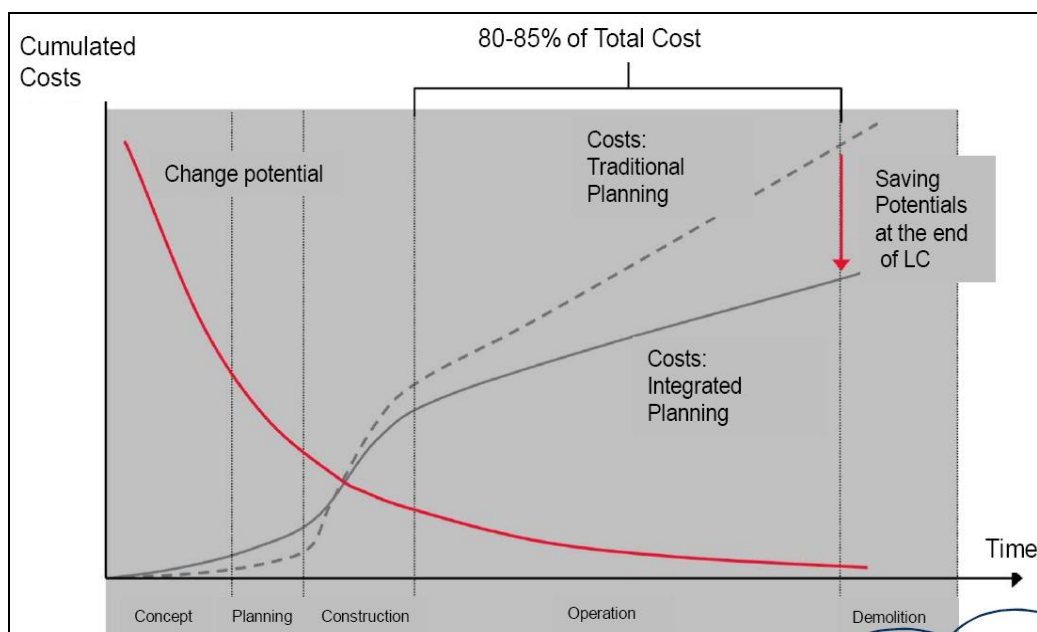 80-85% of Total Cost
Cumulated
Costs
Change potential
Costs:
Traditional
Planning
Saving
Potentials
at the end
of LC
Costs:
Integrated
Planning
Time
Concept
Planning
Construction
Operation
Demolition